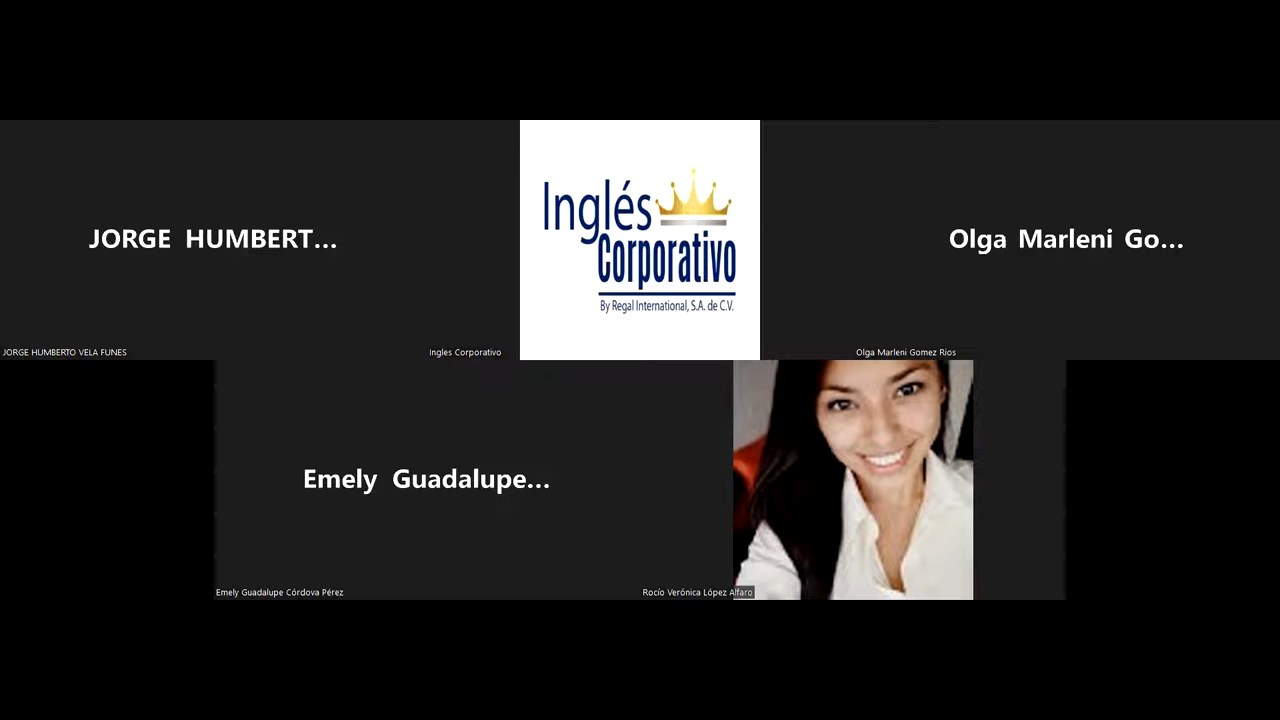 JORGE HUMBERT...
Inglés
Corporativo
By Regal International, S.A. de C.V.
Olga Marleni Go...
JORGE HUMBERTO VELA FUNES
Ingles Corporativo
Olga Marleni Gomez Rios
Emely Guadalupe...
Emely Guadalupe Córdova Pérez
Rocío Verónica López Alfaro